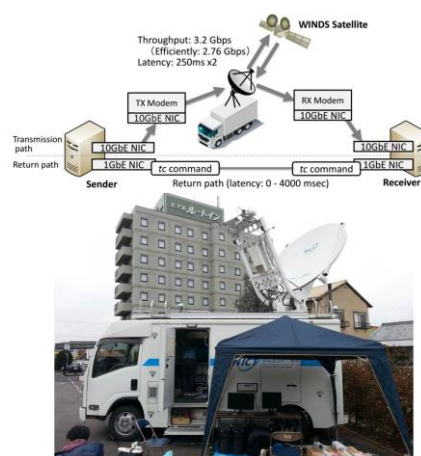 WINDS Satellite
Throughput: 3.2 Gbps
(Efficiently: 2.76 Gbps)
Latency: 250ms x2
TX Modem
10GbE NIC
RX Modem
10GbE NIC
Transmission
path
10GbE NIC
10GbE NIC
Return path
1GbE NIC
tc command
tc command
1GbE NIC
Sender
Return path (latency: 0 - 4000 msec)
Receiver
ホテル ルートイン